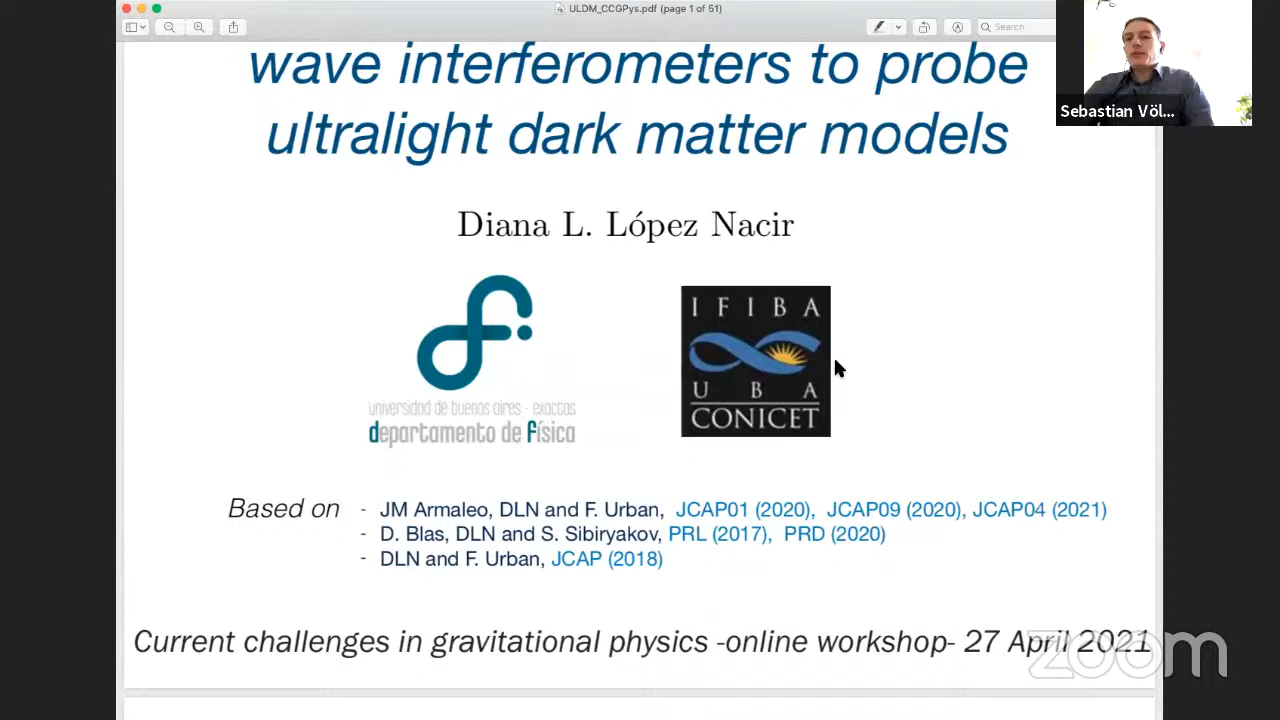 ULDM_CCGPys.pdf (page 1 of 51)
Search
Sebastian Völ...
wave interferometers to probe
ultralight dark matter models
Diana L. López Nacir
universidad de buenos aires - exactas
departamento de física
I F I B A
U B A
CONICET
Based on
- JM Armaleo, DLN and F. Urban, JCAP01 (2020), JCAP09 (2020), JCAP04 (2021)
- D. Blas, DLN and S. Sibiryakov, PRL (2017), PRD (2020)
- DLN and F. Urban, JCAP (2018)
Current challenges in gravitational physics -online workshop- 27 April 2021
zoom